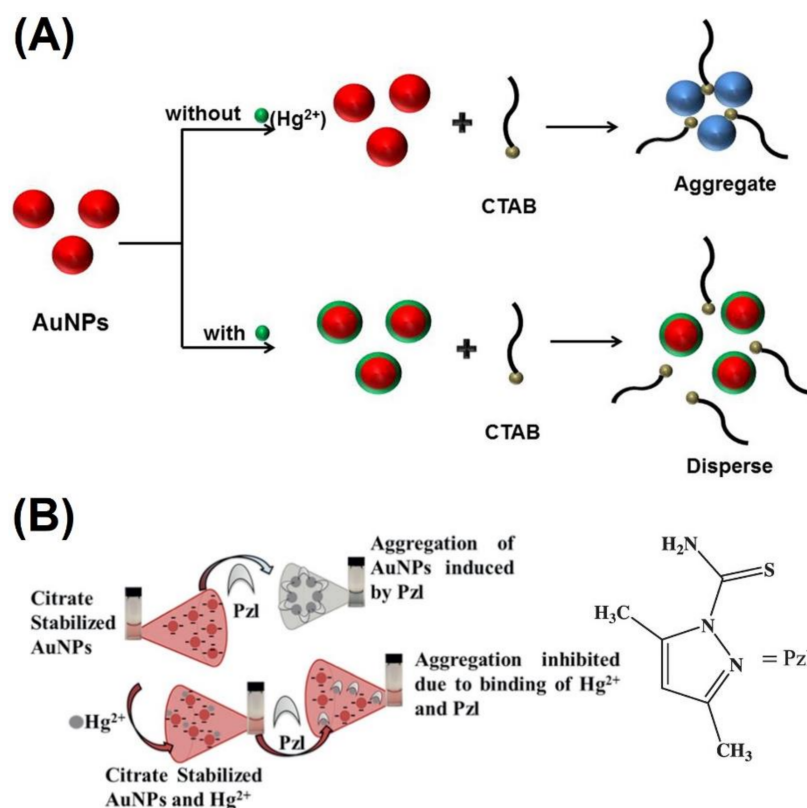 (A)
without (Hg²⁺)
CTAB
Aggregate
AuNPs
with
CTAB
Disperse
(B)
Citrate
Stabilized
AuNPs
Pzl
Aggregation of
AuNPs induced
by Pzl
Hg²⁺
Pzl
Citrate Stabilized
AuNPs and Hg²⁺
Aggregation inhibited
due to binding of Hg²⁺
and Pzl
H₂N
S
H₃C
N
N
= Pz
CH₃